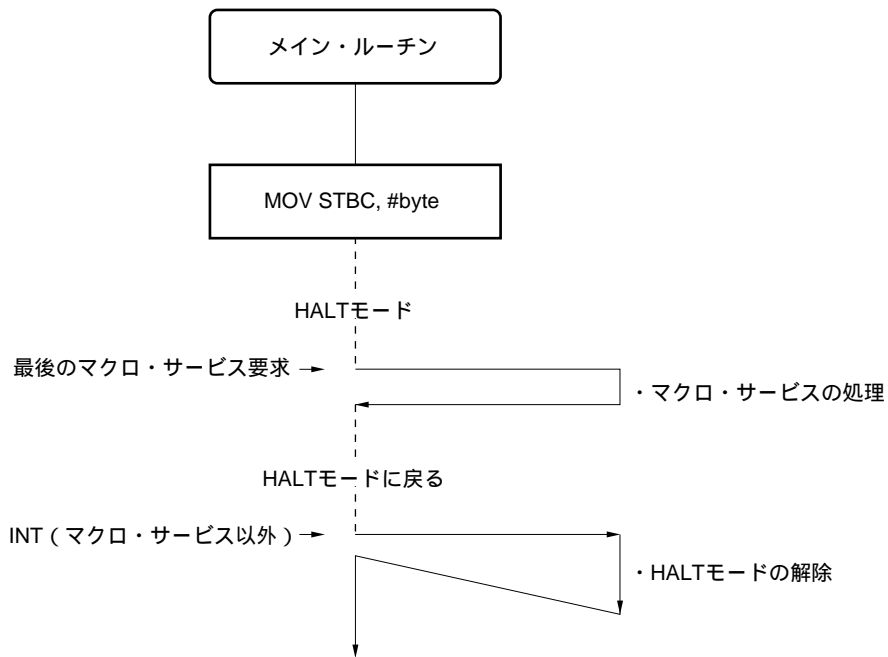 メイン・ルーチン
MOV STBC, #byte
HALTモード
最後のマクロ・サービス要求
・マクロ・サービスの処理
HALTモードに戻る
INT（マクロ・サービス以外）
・HALTモードの解除